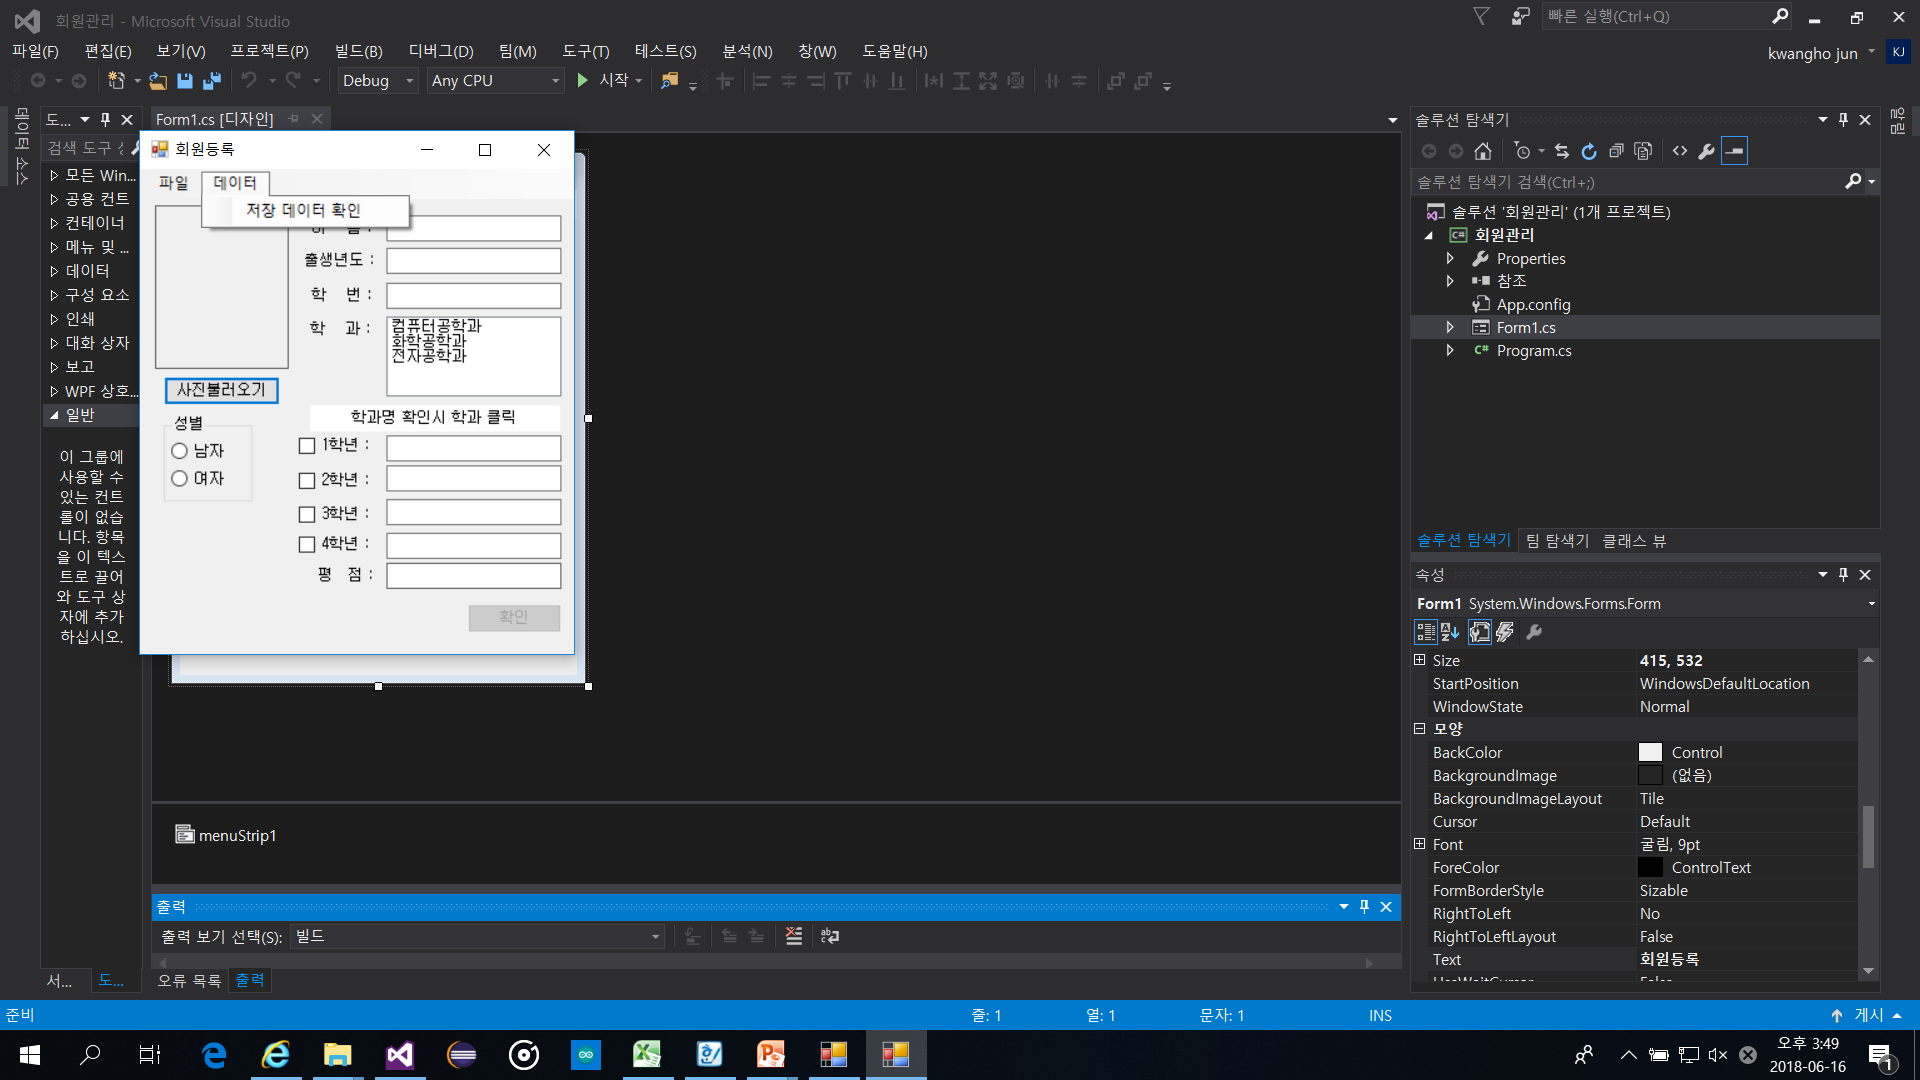 회원관리 - Microsoft Visual Studio
빠른 실행(Ctrl+Q)
파일(F) 편집(E) 보기(V) 프로젝트(P) 빌드(B) 디버그(D) 팀(M) 도구(T) 테스트(S) 분석(N) 창(W) 도움말(H)
kwangho jun
KJ
Debug
Any CPU
시작
데이터 소스
도...
Form1.cs [디자인]
검색 도구
모든 Win...
공용 컨트
컨테이너
메뉴 및 ...
데이터
구성 요소
인쇄
대화 상자
보고
WPF 상호...
일반
이 그룹에
사용할 수
있는 컨트
롤이 없습
니다. 항목
을 이 텍스
트로 끌어
와 도구 상
자에 추가
하십시오.
서...
도...
회원등록
파일
데이터
저장 데이터 확인
출생년도 :
학 번 :
학 과 :
컴퓨터공학과
화학공학과
전자공학과
사진불러오기
학과명 확인시 학과 클릭
성별
남자
여자
1학년 :
2학년 :
3학년 :
4학년 :
평 점 :
확인
menuStrip1
출력
출력 보기 선택(S):
빌드
오류 목록
출력
솔루션 탐색기
알림
솔루션 탐색기 검색(Ctrl+;)
솔루션 '회원관리' (1개 프로젝트)
C# 회원관리
Properties
참조
App.config
Form1.cs
C# Program.cs
솔루션 탐색기 팀 탐색기 클래스 뷰
속성
Form1 System.Windows.Forms.Form
Size 415, 532
StartPosition WindowsDefaultLocation
WindowState Normal
모양
BackColor Control
BackgroundImage (없음)
BackgroundImageLayout Tile
Cursor Default
Font 굴림, 9pt
ForeColor ControlText
FormBorderStyle Sizable
RightToLeft No
RightToLeftLayout False
Text 회원등록
준비
줄: 1
열: 1
문자: 1
INS
게시
오후 3:49
2018-06-16
1